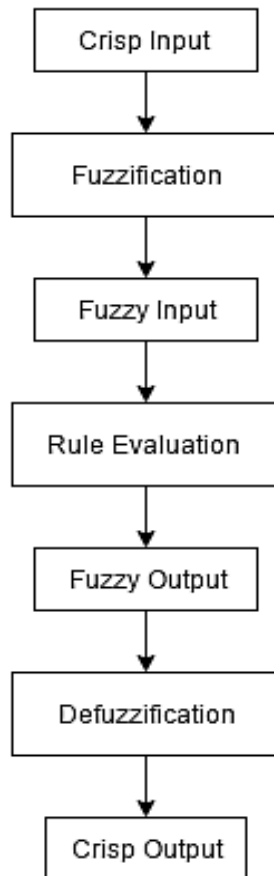 Crisp Input
Fuzzification
Fuzzy Input
Rule Evaluation
Fuzzy Output
Defuzzification
Crisp Output